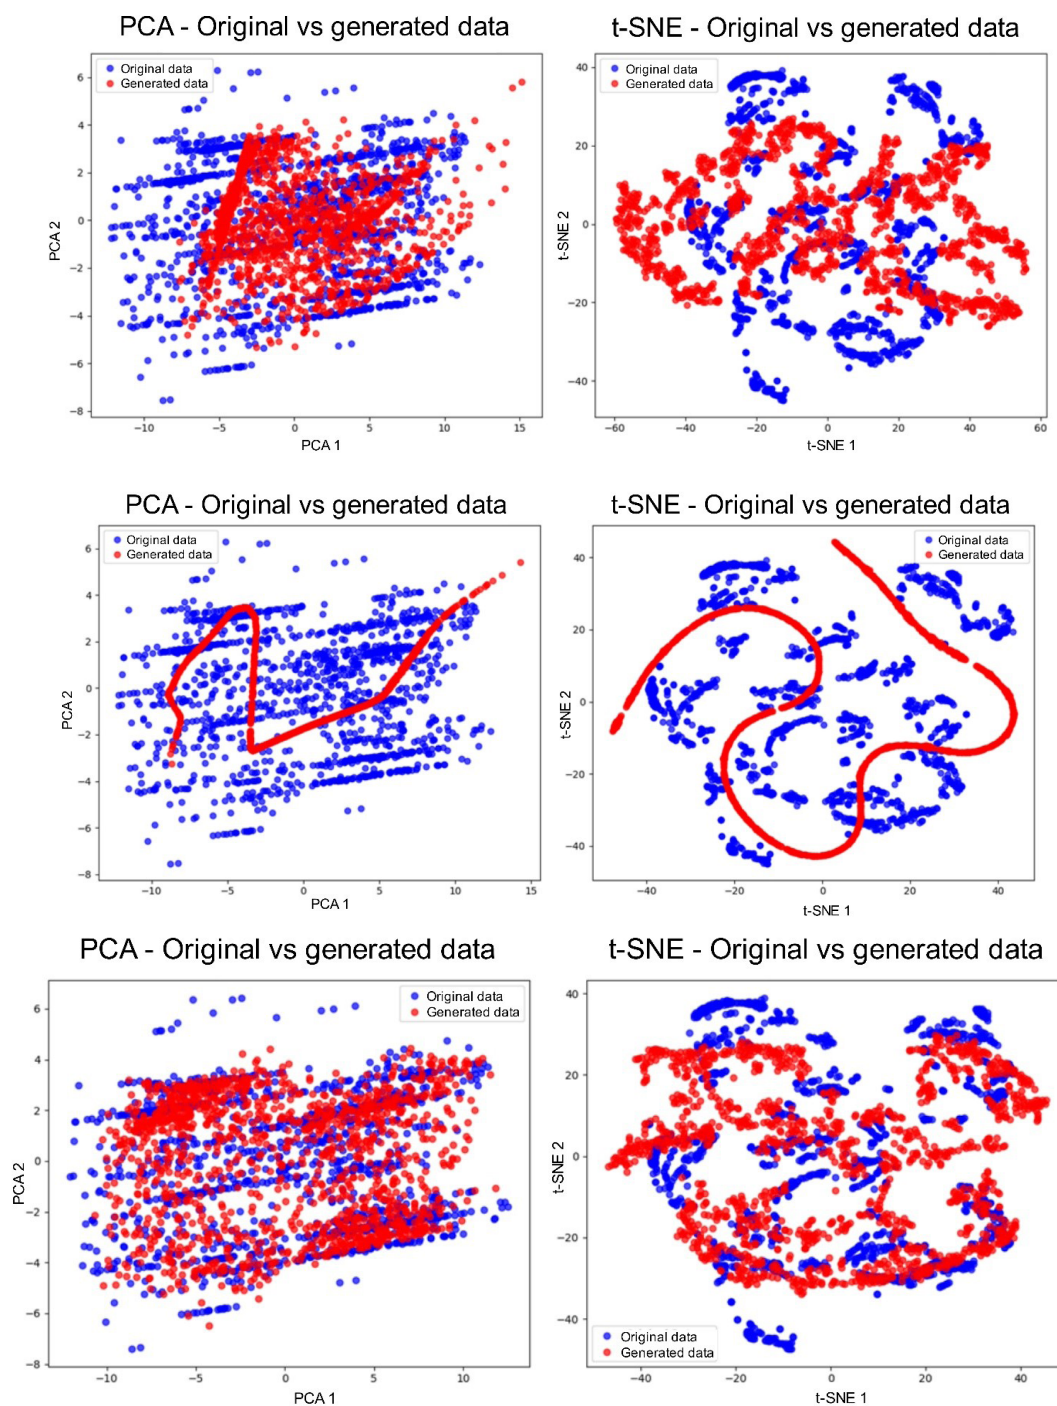 PCA - Original vs generated data
Original data
Generated data
6
4
2
0
−2
−4
−6
−8
PCA 2
−10 −5 0 5 10 15
PCA 1
t-SNE - Original vs generated data
Original data
Generated data
40
20
0
−20
−40
t-SNE 2
−60 −40 −20 0 20 40 60
t-SNE 1
PCA - Original vs generated data
Original data
Generated data
6
4
2
0
−2
−4
−6
−8
PCA 2
−10 −5 0 5 10 15
PCA 1
t-SNE - Original vs generated data
Original data
Generated data
40
20
0
−20
−40
t-SNE 2
−40 −20 0 20 40
t-SNE 1
PCA - Original vs generated data
Original data
Generated data
6
4
2
0
−2
−4
−6
−8
PCA 2
−10 −5 0 5 10
PCA 1
t-SNE - Original vs generated data
40
20
0
−20
−40
t-SNE 2
Original data
Generated data
−40 −20 0 20 40
t-SNE 1